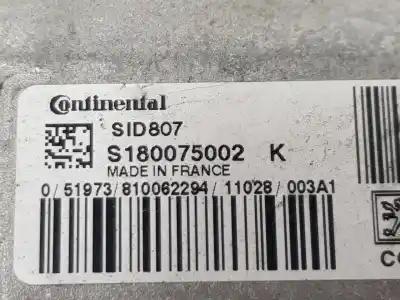 Continental
SID807
S180075002 K
MADE IN FRANCE
0/51973/810062294/11028/003A1